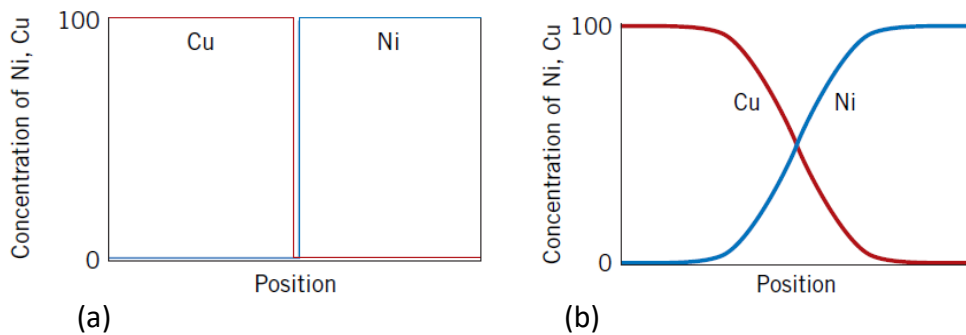 Concentration of Ni, Cu
100
0
Cu
Ni
Position
(a)
Concentration of Ni, Cu
100
0
Cu
Ni
Position
(b)